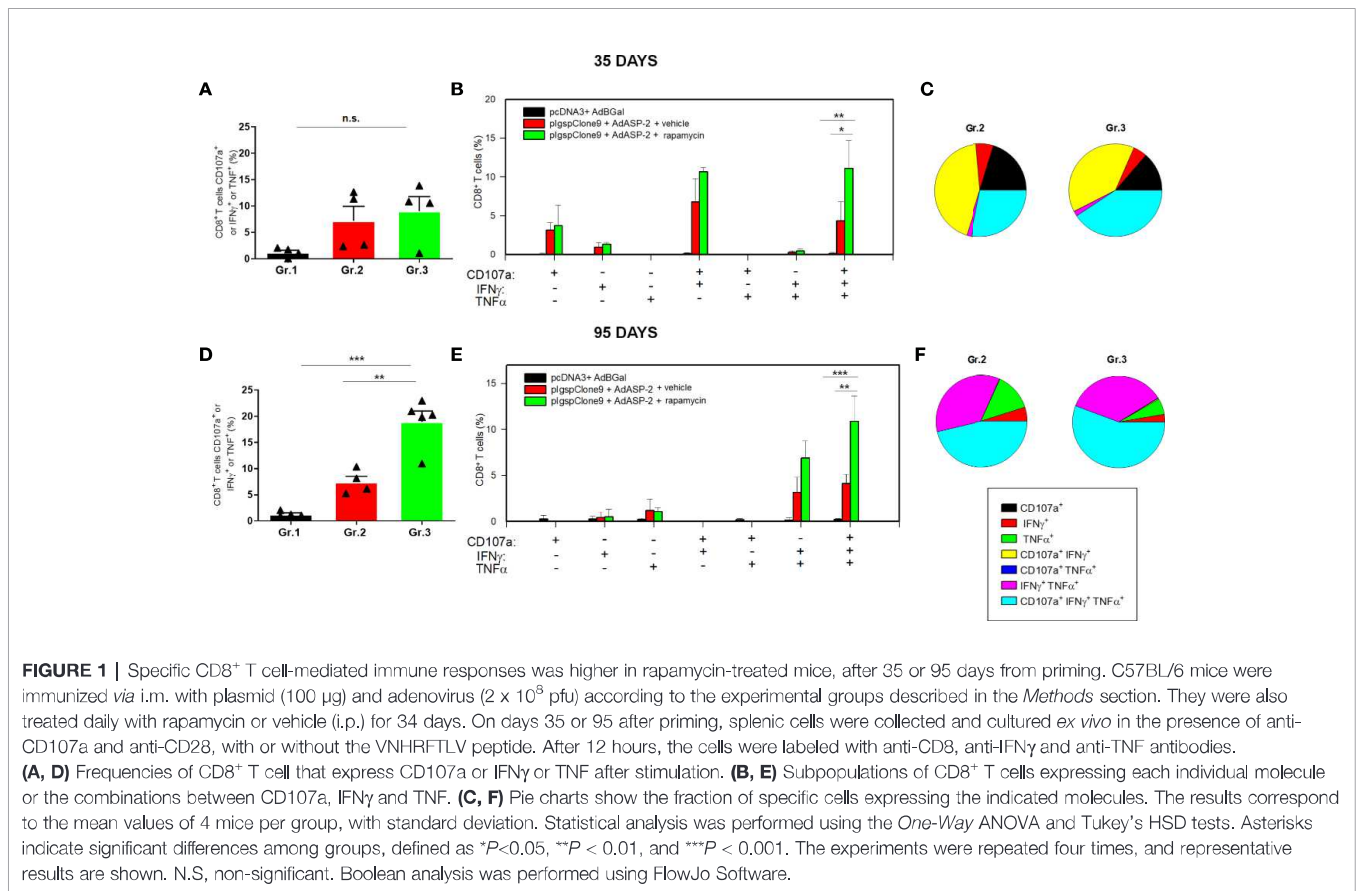 35 DAYS
A
n.s.
25
20
15
10
5
0
CD8⁺ T cells CD107a⁺
or IFNγ⁺ or TNF⁺ (%)
Gr.1 Gr.2 Gr.3
B
20
15
10
5
0
CD8⁺ T cells (%)
pcDNA3+ AdBGal
pIgspClone9 + AdASP-2 + vehicle
pIgspClone9 + AdASP-2 + rapamycin
**
*
CD107a: + - - + + - +
IFNγ: - + - + - + +
TNFα - - + - + + +
C
Gr.2 Gr.3
95 DAYS
D
***
**
25
20
15
10
5
0
CD8⁺ T cells CD107a⁺ or
IFNγ⁺ or TNF⁺ (%)
Gr.1 Gr.2 Gr.3
E
15
10
5
0
CD8⁺ T cells (%)
pcDNA3+ AdBGal
pIgspClone9 + AdASP-2 + vehicle
pIgspClone9 + AdASP-2 + rapamycin
***
**
CD107a: + - - + + - +
IFNγ: - + - + - + +
TNFα - - + - + + +
F
Gr.2 Gr.3
CD107a⁺
IFNγ⁺
TNFα⁺
CD107a⁺ IFNγ⁺
CD107a⁺ TNFα⁺
IFNγ⁺ TNFα⁺
CD107a⁺ IFNγ⁺ TNFα⁺
FIGURE 1 | Specific CD8⁺ T cell-mediated immune responses was higher in rapamycin-treated mice, after 35 or 95 days from priming. C57BL/6 mice were
immunized via i.m. with plasmid (100 µg) and adenovirus (2 x 10⁸ pfu) according to the experimental groups described in the Methods section. They were also
treated daily with rapamycin or vehicle (i.p.) for 34 days. On days 35 or 95 after priming, splenic cells were collected and cultured ex vivo in the presence of anti-
CD107a and anti-CD28, with or without the VNHRFTLV peptide. After 12 hours, the cells were labeled with anti-CD8, anti-IFNγ and anti-TNF antibodies.
(A, D) Frequencies of CD8⁺ T cell that express CD107a or IFNγ or TNF after stimulation. (B, E) Subpopulations of CD8⁺ T cells expressing each individual molecule
or the combinations between CD107a, IFNγ and TNF. (C, F) Pie charts show the fraction of specific cells expressing the indicated molecules. The results correspond
to the mean values of 4 mice per group, with standard deviation. Statistical analysis was performed using the One-Way ANOVA and Tukey's HSD tests. Asterisks
indicate significant differences among groups, defined as *P<0.05, **P < 0.01, and ***P < 0.001. The experiments were repeated four times, and representative
results are shown. N.S, non-significant. Boolean analysis was performed using FlowJo Software.